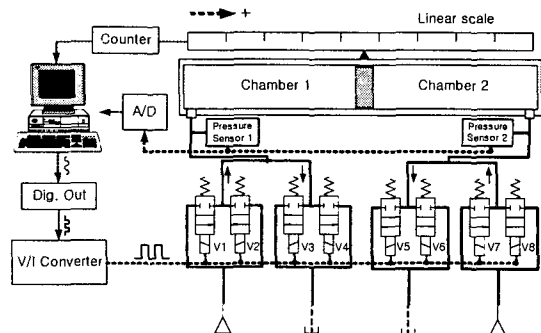 +
Linear scale
Counter
Chamber 1
Chamber 2
A/D
Pressure
Sensor 1
Pressure
Sensor 2
Dig. Out
V/I Converter
V1
V2
V3
V4
V5
V6
V7
V8